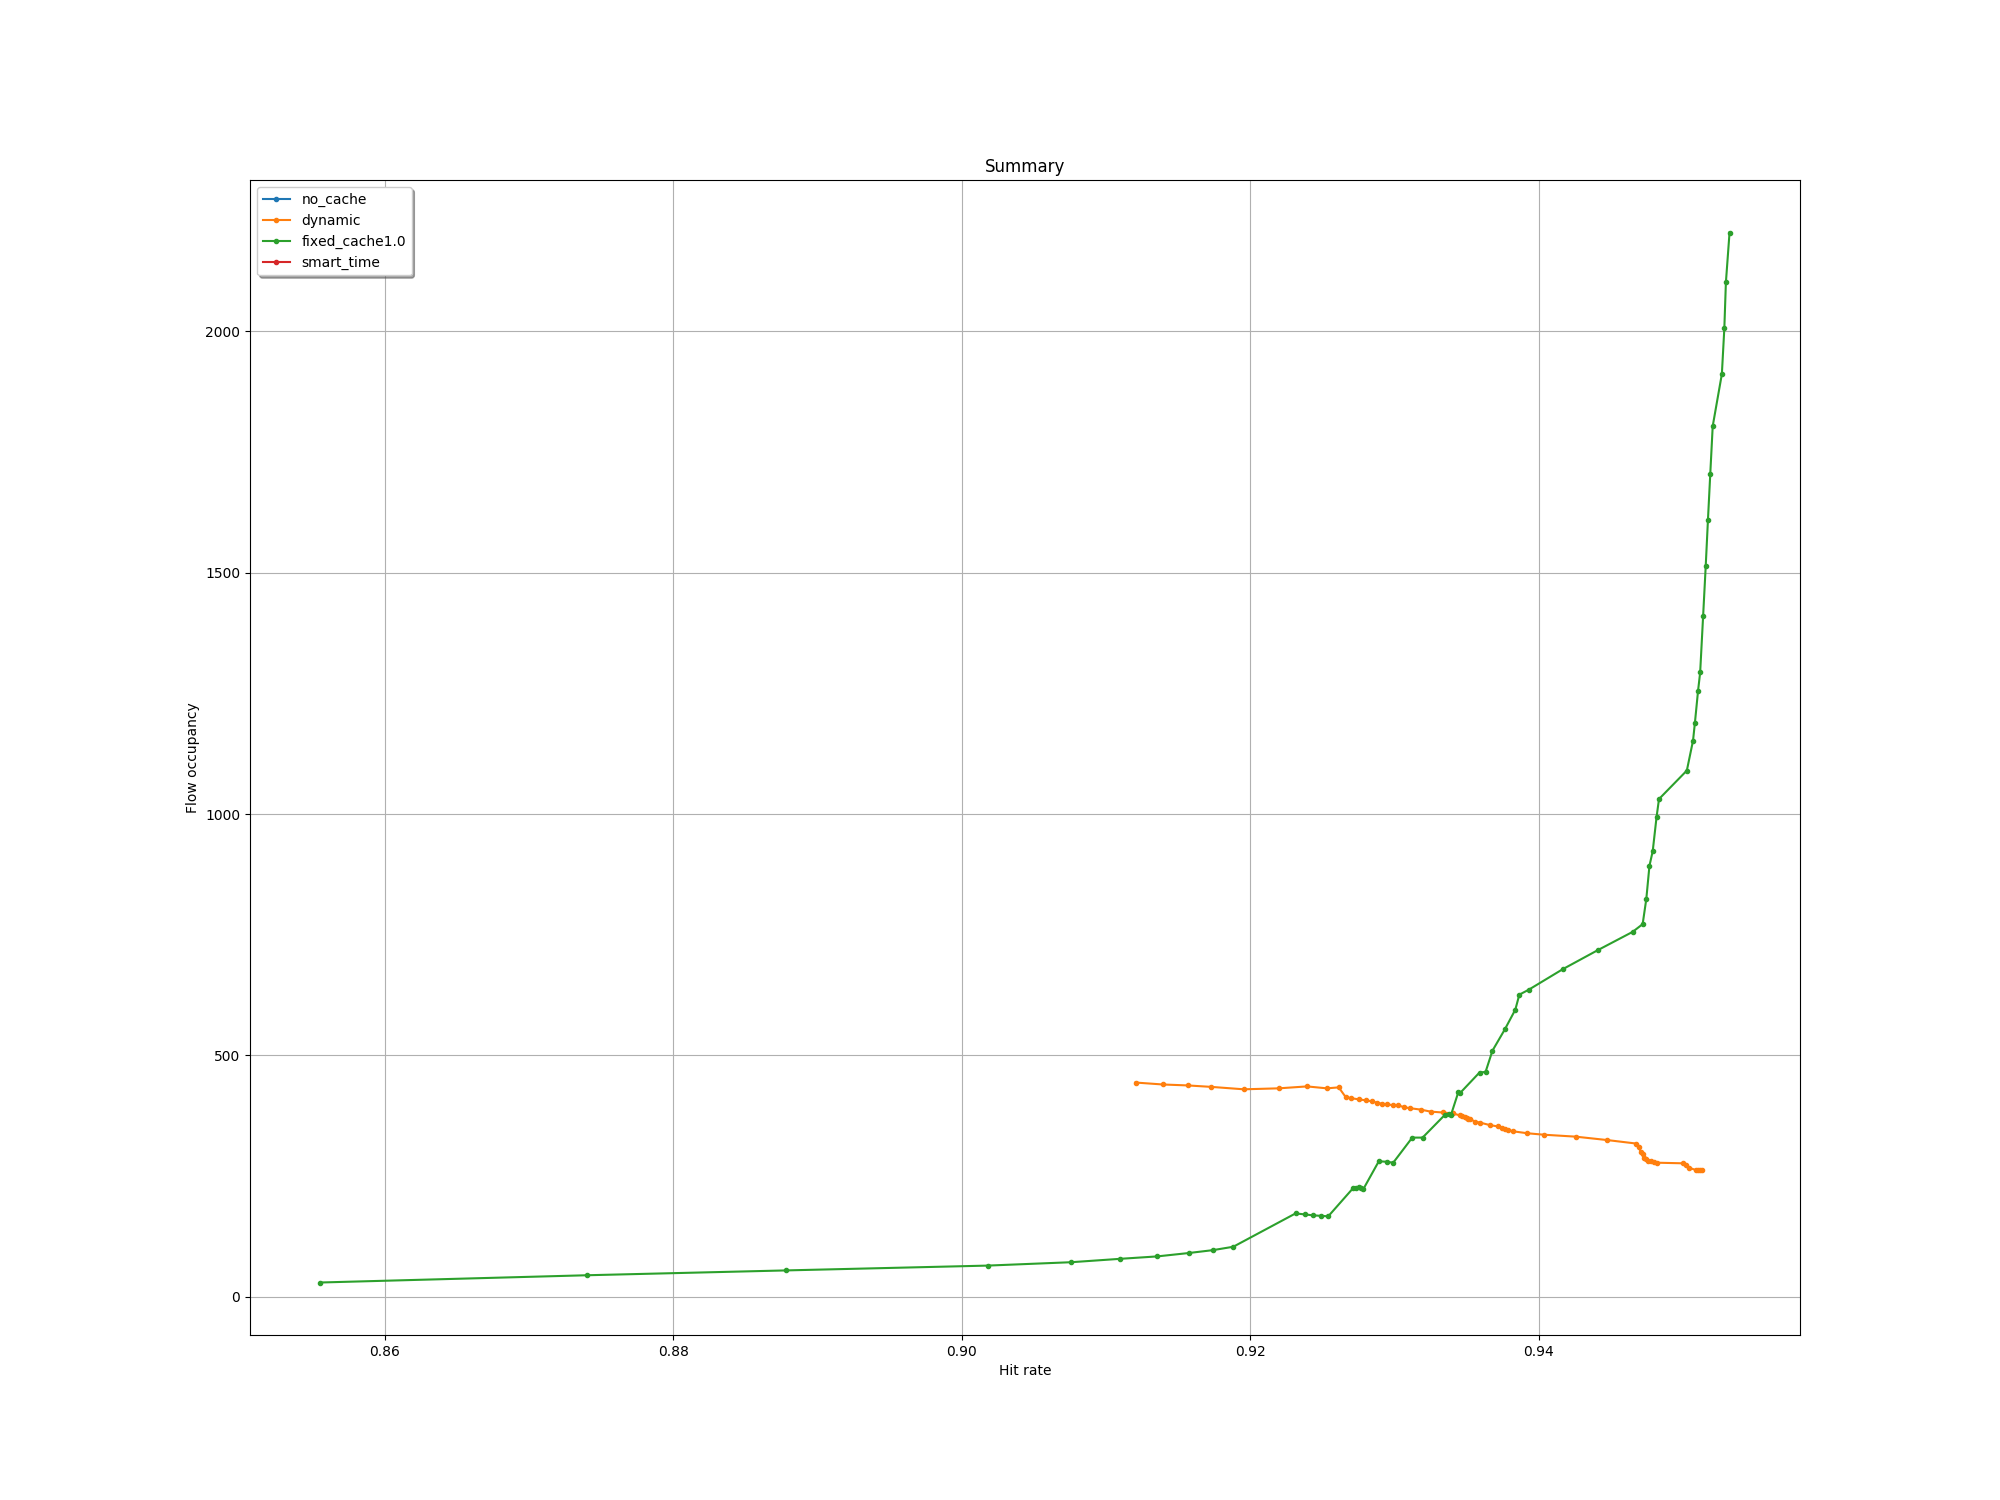 Summary
no_cache
dynamic
fixed_cache1.0
smart_time
Flow occupancy
2000
1500
1000
500
0
0.86 0.88 0.90 0.92 0.94
Hit rate